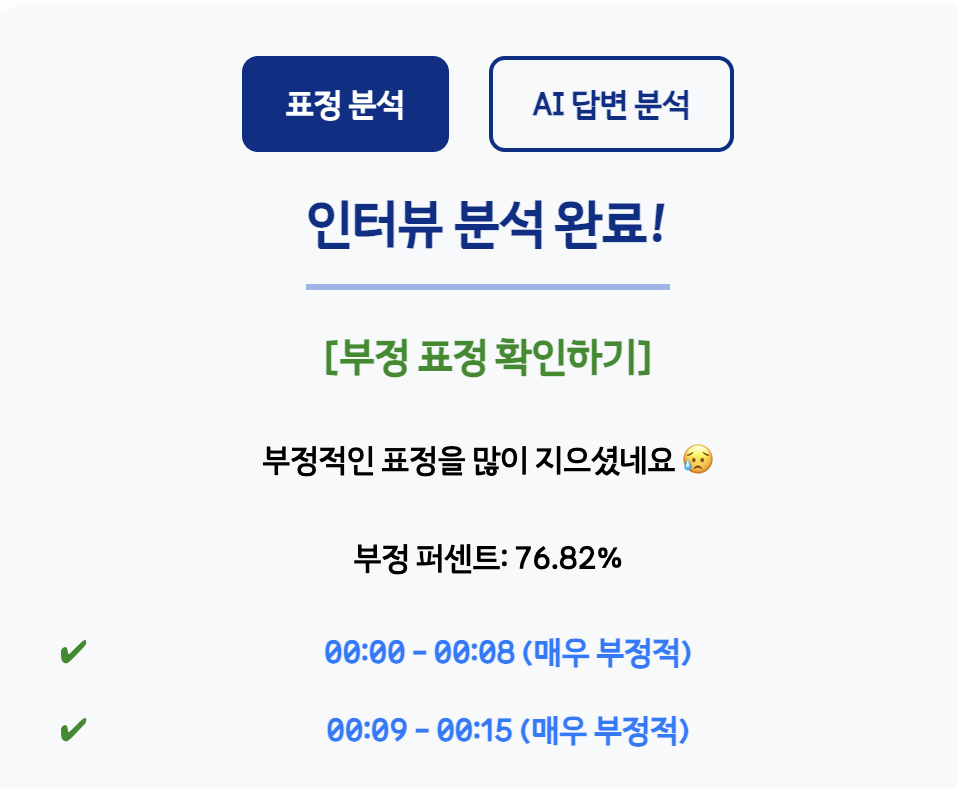 표정 분석 AI 답변 분석
인터뷰 분석 완료!
[부정 표정 확인하기]
부정적인 표정을 많이 지으셨네요 😥
부정 퍼센트: 76.82%
✔ 00:00 - 00:08 (매우 부정적)
✔ 00:09 - 00:15 (매우 부정적)